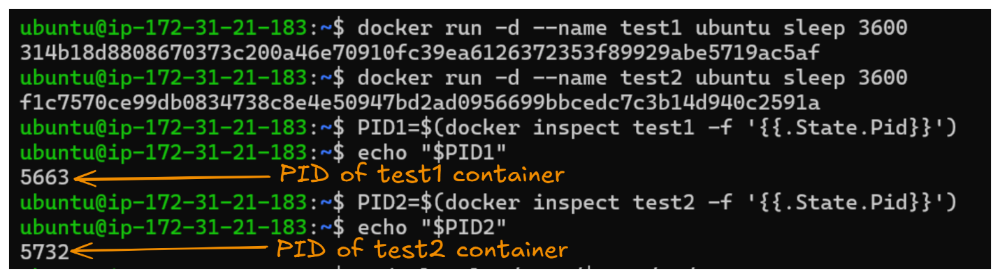 ubuntu@ip-172-31-21-183:~$ docker run -d --name test1 ubuntu sleep 3600
314b18d8808670373c200a46e70910fc39ea6126372353f89929abe5719ac5af
ubuntu@ip-172-31-21-183:~$ docker run -d --name test2 ubuntu sleep 3600
f1c7570ce99db0834738c8e4e50947bd2ad0956699bbcedc7c3b14d940c2591a
ubuntu@ip-172-31-21-183:~$ PID1=$(docker inspect test1 -f '{{.State.Pid}}')
ubuntu@ip-172-31-21-183:~$ echo "$PID1"
5663 PID of test1 container
ubuntu@ip-172-31-21-183:~$ PID2=$(docker inspect test2 -f '{{.State.Pid}}')
ubuntu@ip-172-31-21-183:~$ echo "$PID2"
5732 PID of test2 container